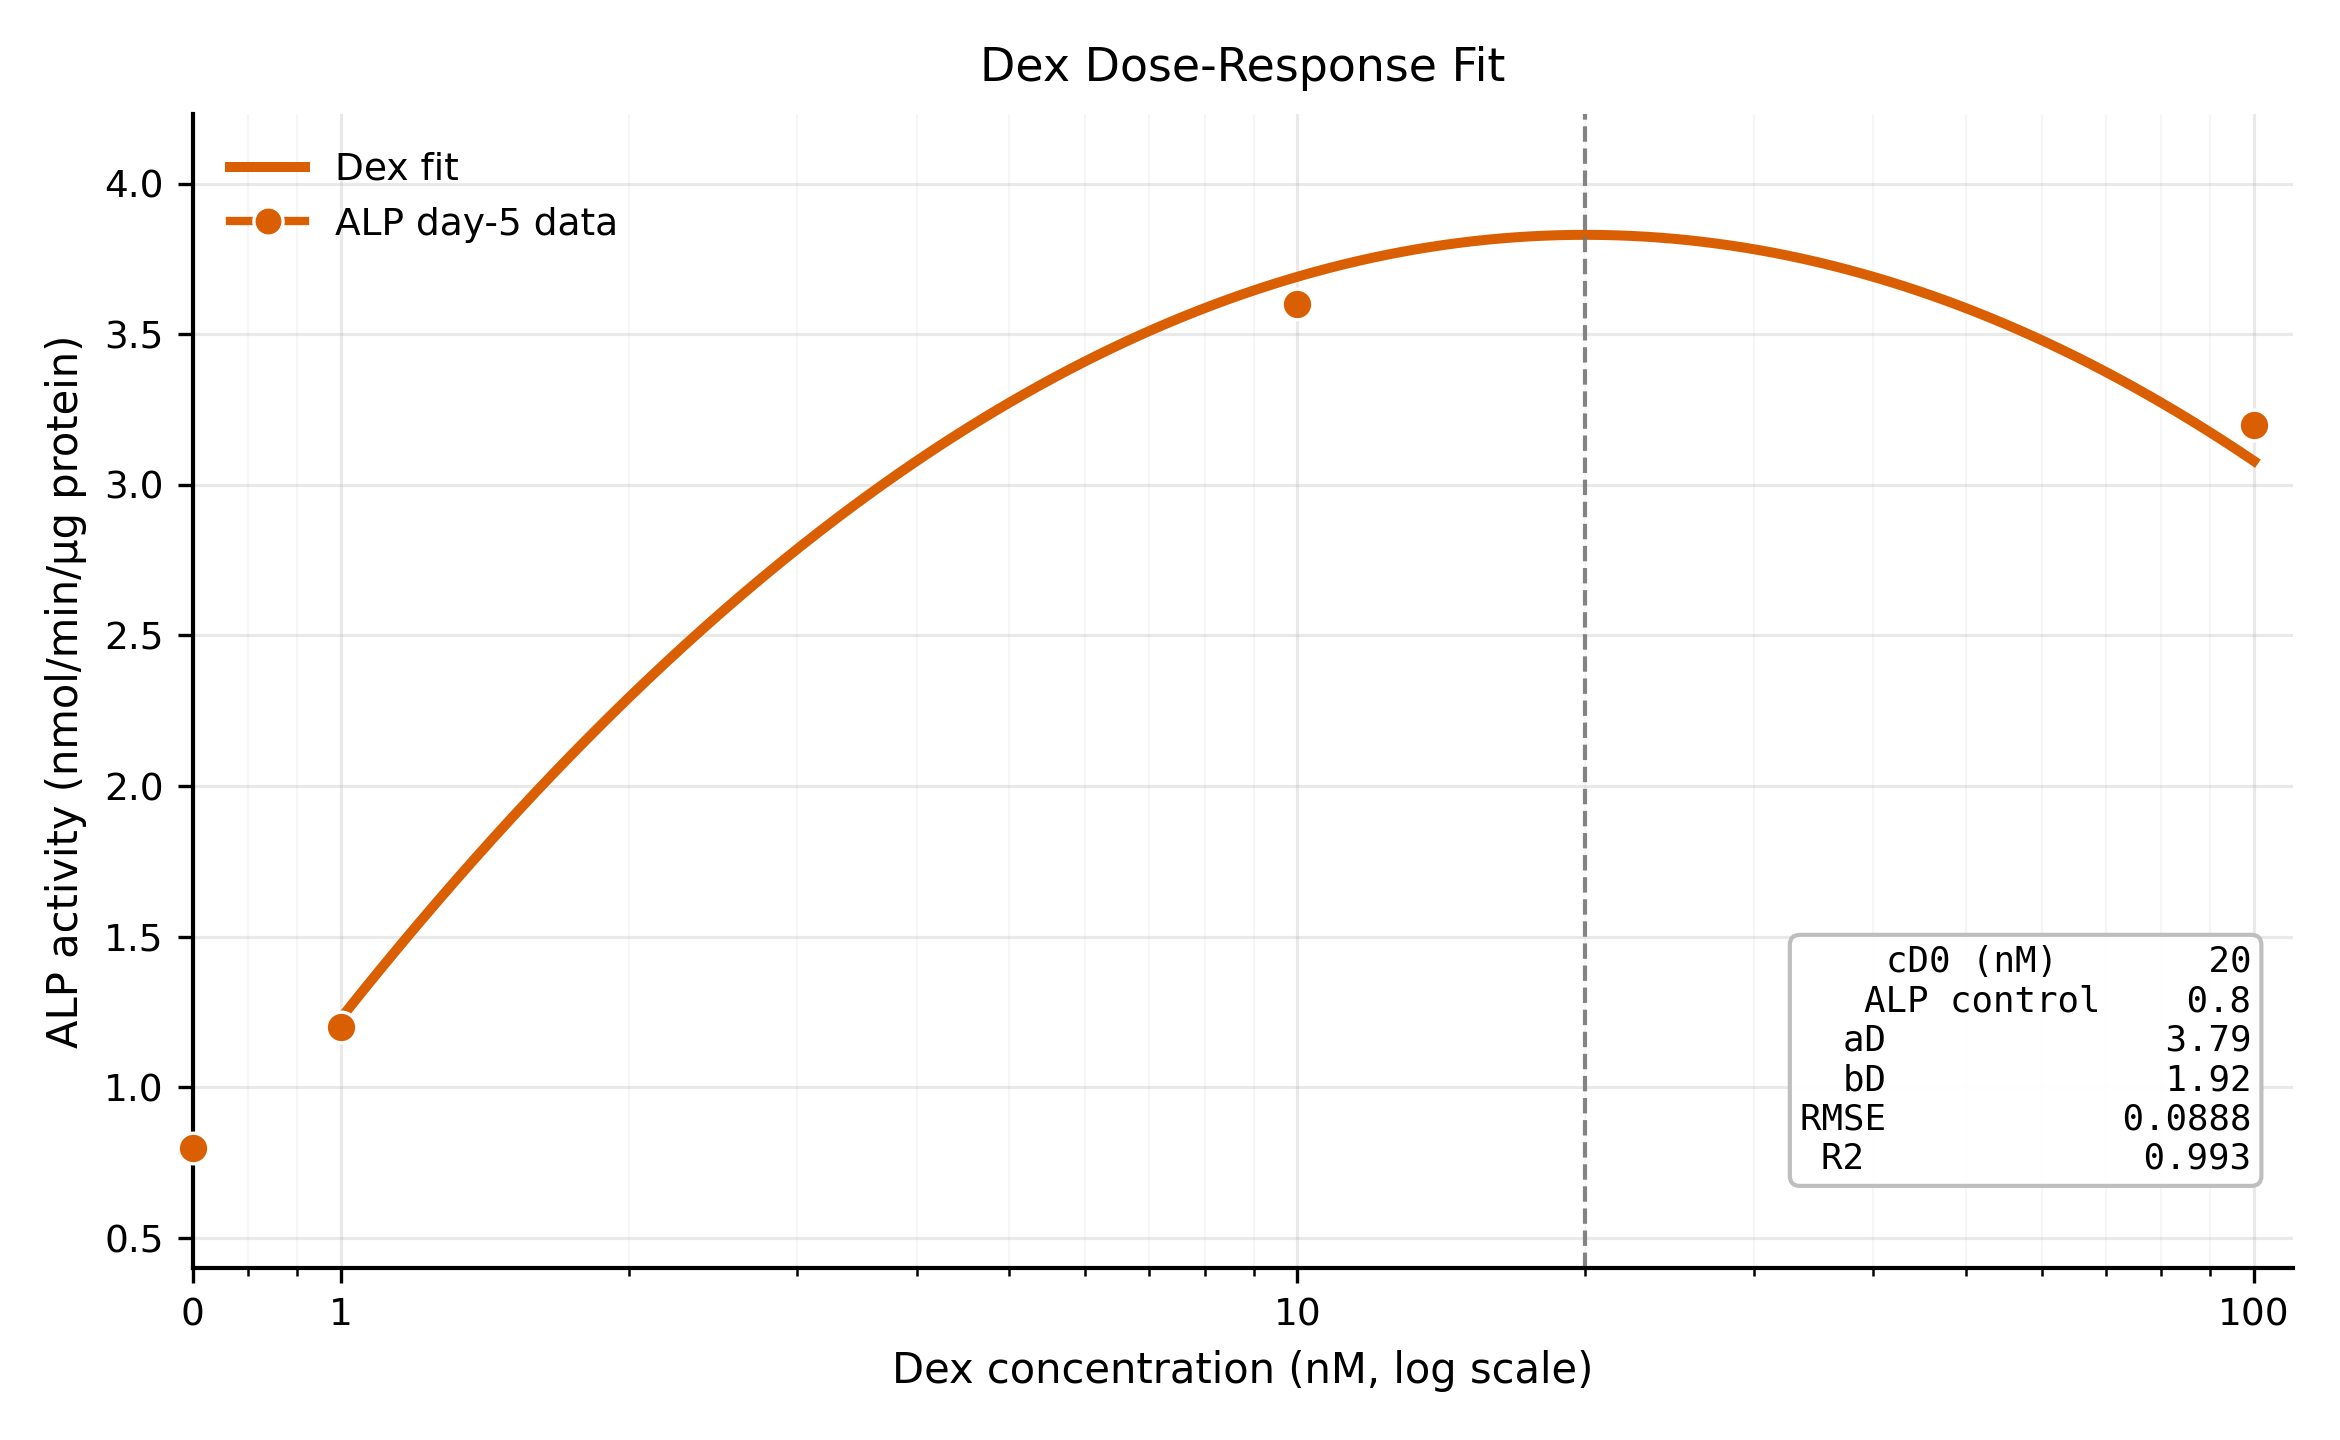 Dex Dose-Response Fit
Dex fit
ALP day-5 data
ALP activity (nmol/min/µg protein)
4.0
3.5
3.0
2.5
2.0
1.5
1.0
0.5
cD0 (nM) 20
ALP control 0.8
aD 3.79
bD 1.92
RMSE 0.0888
R2 0.993
0 1 10 100
Dex concentration (nM, log scale)